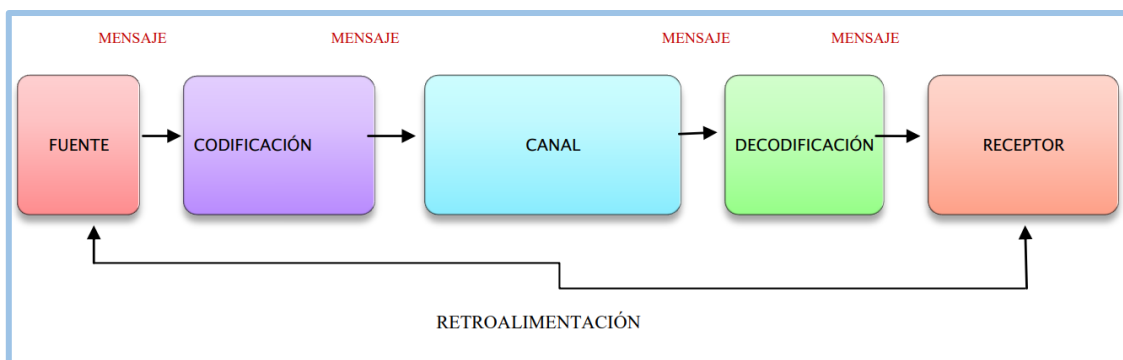 MENSAJE MENSAJE MENSAJE MENSAJE
FUENTE
CODIFICACIÓN
CANAL
DECODIFICACIÓN
RECEPTOR
RETROALIMENTACIÓN